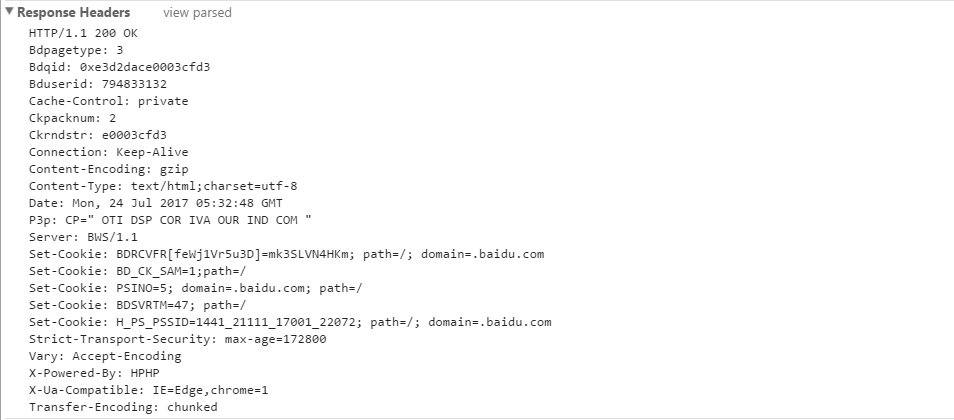 Response Headers view parsed
HTTP/1.1 200 OK
Bdpagetype: 3
Bdqid: 0xe3d2dace0003cfd3
Bduserid: 794833132
Cache-Control: private
Ckpacknum: 2
Ckrndstr: e0003cfd3
Connection: Keep-Alive
Content-Encoding: gzip
Content-Type: text/html;charset=utf-8
Date: Mon, 24 Jul 2017 05:32:48 GMT
P3p: CP=" OTI DSP COR IVA OUR IND COM "
Server: BWS/1.1
Set-Cookie: BDRCVFR[feWj1Vr5u3D]=mk3SLVN4HKm; path=/; domain=.baidu.com
Set-Cookie: BD_CK_SAM=1;path=/
Set-Cookie: PSINO=5; domain=.baidu.com; path=/
Set-Cookie: BDSVRTM=47; path=/
Set-Cookie: H_PS_PSSID=1441_21111_17001_22072; path=/; domain=.baidu.com
Strict-Transport-Security: max-age=172800
Vary: Accept-Encoding
X-Powered-By: HPHP
X-Ua-Compatible: IE=Edge,chrome=1
Transfer-Encoding: chunked